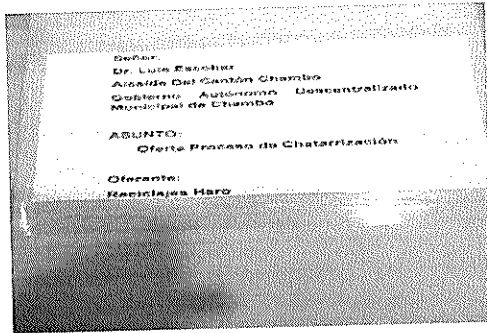 Señor:
Dr. Luis Escobar
Alcalde Del Cantón Chambo
Gobierno Autónomo Descentralizado
Municipal de Chambo
ASUNTO:
Oferta Proceso de Chatarrización
Oferente:
Reciclajes Haro